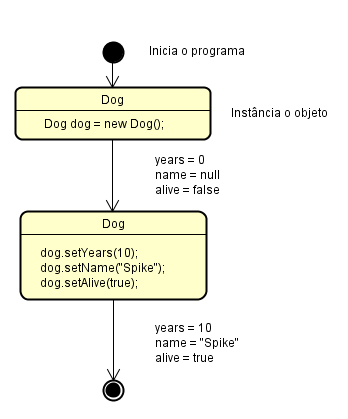 Inicia o programa
Dog
Dog dog = new Dog();
Instância o objeto
years = 0
name = null
alive = false
Dog
dog.setYears(10);
dog.setName("Spike");
dog.setAlive(true);
years = 10
name = "Spike"
alive = true